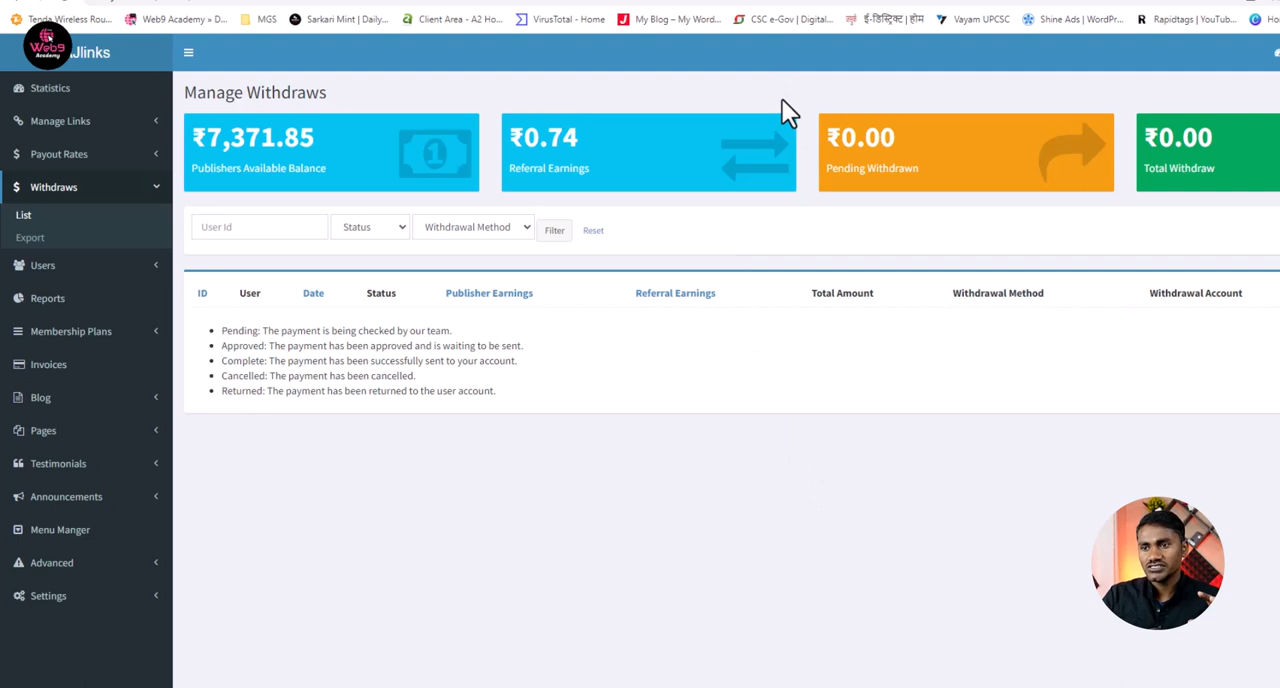 Tenda Wireless Rou... Web9 Academy » D... MGS Sarkari Mint | Daily... Client Area - A2 Ho... VirusTotal - Home My Blog – My Word... CSC e-Gov | Digital... ई-डिस्ट्रिक्ट | होम Vayam UPCSC Shine Ads | WordPr... Rapidtags | YouTub...
Web9
Academy
links
Statistics
Manage Links
Payout Rates
Withdraws
List
Export
Users
Reports
Membership Plans
Invoices
Blog
Pages
Testimonials
Announcements
Menu Manger
Advanced
Settings
Manage Withdraws
₹7,371.85
Publishers Available Balance
₹0.74
Referral Earnings
₹0.00
Pending Withdrawn
₹0.00
Total Withdraw
User Id Status Withdrawal Method Filter Reset
ID User Date Status Publisher Earnings Referral Earnings Total Amount Withdrawal Method Withdrawal Account
• Pending: The payment is being checked by our team.
• Approved: The payment has been approved and is waiting to be sent.
• Complete: The payment has been successfully sent to your account.
• Cancelled: The payment has been cancelled.
• Returned: The payment has been returned to the user account.